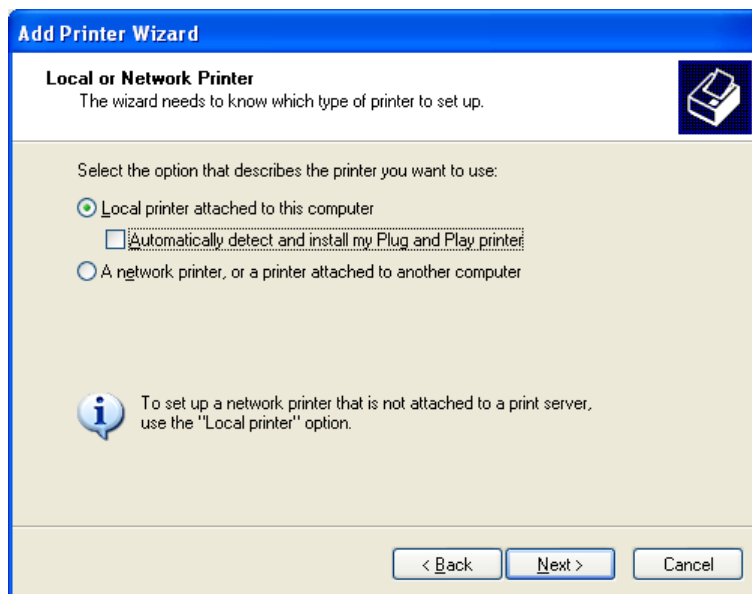 Add Printer Wizard
Local or Network Printer
The wizard needs to know which type of printer to set up.
Select the option that describes the printer you want to use:
Local printer attached to this computer
Automatically detect and install my Plug and Play printer
A network printer, or a printer attached to another computer
To set up a network printer that is not attached to a print server,
use the "Local printer" option.
< Back
Next >
Cancel